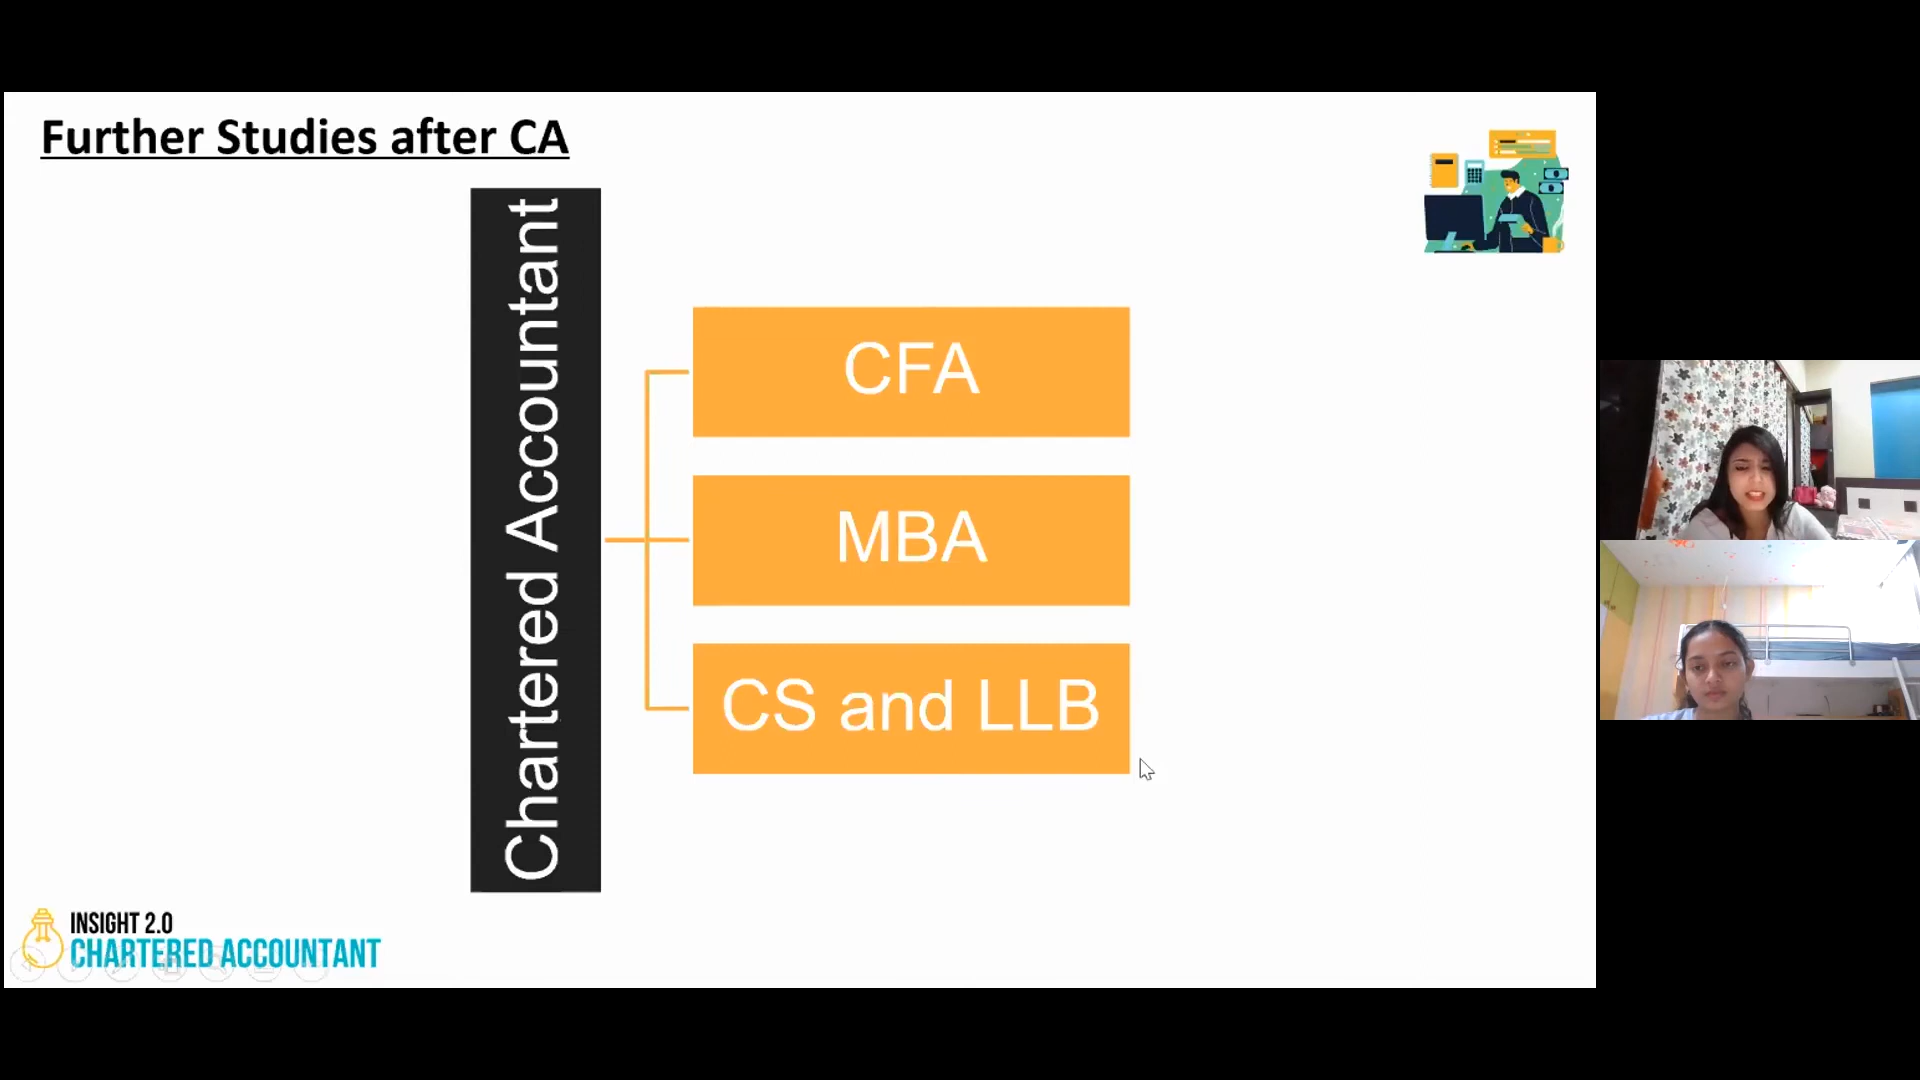 Further Studies after CA
Chartered Accountant
CFA
MBA
CS and LLB
INSIGHT 2.0
CHARTERED ACCOUNTANT